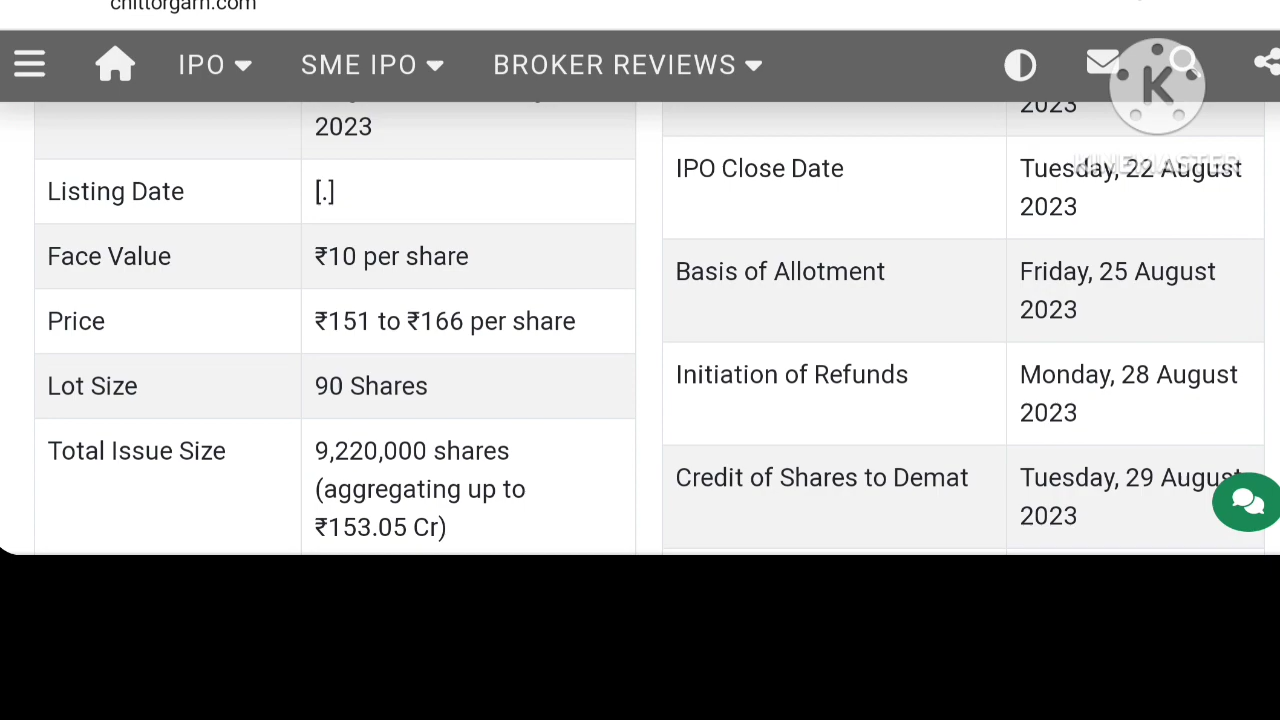 chittorgarh.com
IPO
SME IPO
BROKER REVIEWS
K
KINEMASTER
2023
Listing Date
[.]
Face Value
₹10 per share
Price
₹151 to ₹166 per share
Lot Size
90 Shares
Total Issue Size
9,220,000 shares
(aggregating up to
₹153.05 Cr)
2023
IPO Close Date
Tuesday, 22 August
2023
Basis of Allotment
Friday, 25 August
2023
Initiation of Refunds
Monday, 28 August
2023
Credit of Shares to Demat
Tuesday, 29 August
2023